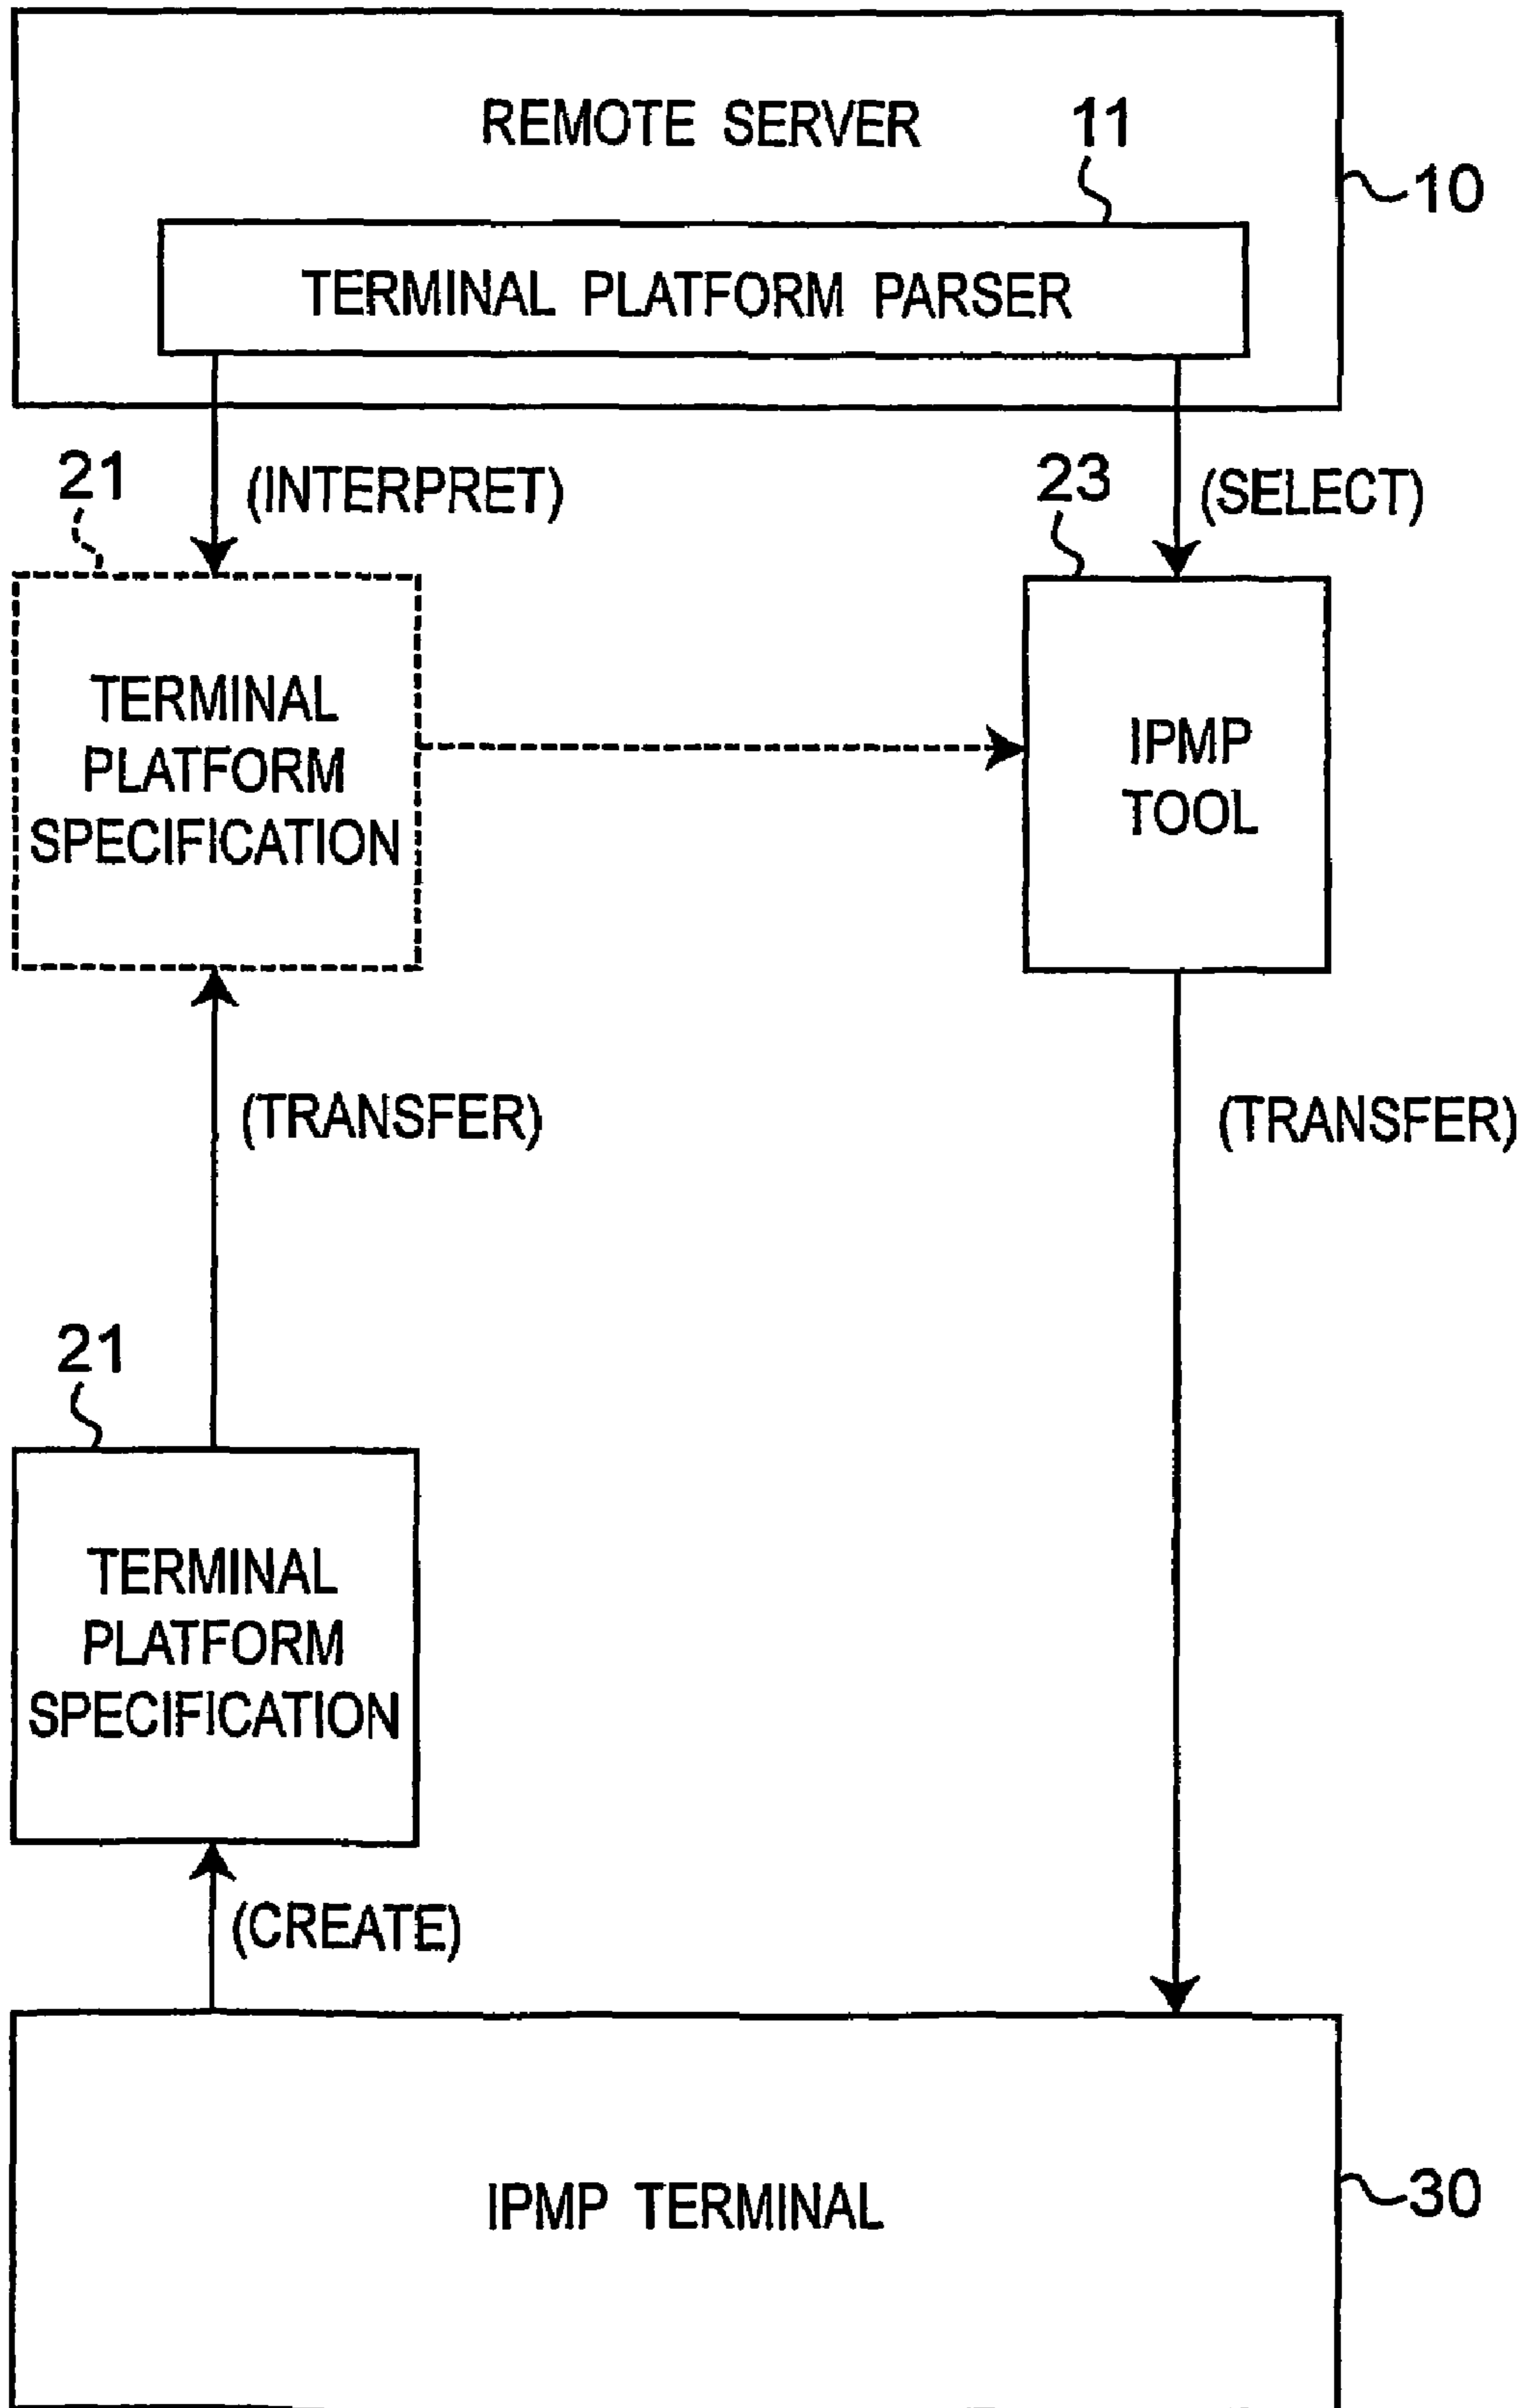 REMOTE SERVER
11
10
TERMINAL PLATFORM PARSER
21
(INTERPRET)
23
(SELECT)
TERMINAL
PLATFORM
SPECIFICATION
IPMP
TOOL
(TRANSFER)
(TRANSFER)
21
TERMINAL
PLATFORM
SPECIFICATION
(CREATE)
IPMP TERMINAL
30